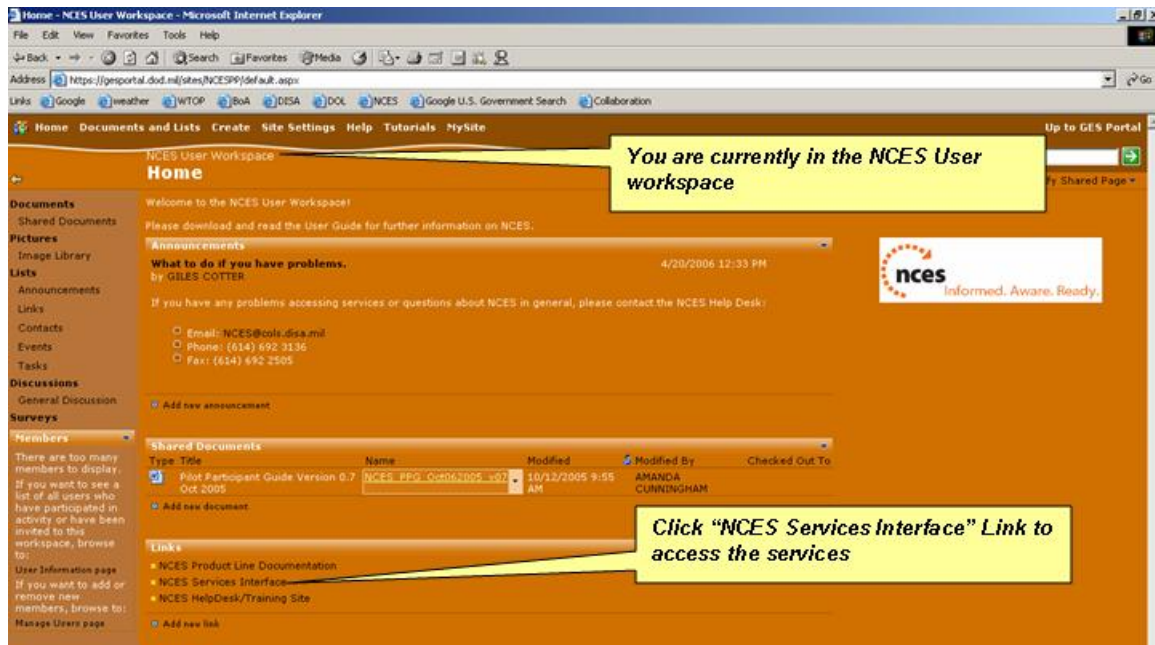 Home - NCES User Workspace - Microsoft Internet Explorer
File Edit View Favorites Tools Help
Back Search Favorites Media
Address https://gesportal.dod.mil/sites/NCESPP/default.aspx Go
Links Google weather WTOP BoA DISA DOL NCES Google U.S. Government Search Collaboration
Home Documents and Lists Create Site Settings Help Tutorials MySite Up to GES Portal
NCES User Workspace
Home
You are currently in the NCES User
workspace
fy Shared Page
Documents
Shared Documents
Pictures
Image Library
Lists
Announcements
Links
Contacts
Events
Tasks
Discussions
General Discussion
Surveys
Members
There are too many
members to display.
If you want to see a
list of all users who
have participated in
activity or have been
invited to this
workspace, browse
to:
User Information page
If you want to add or
remove new
members, browse to:
Manage Users page
Welcome to the NCES User Workspace!
Please download and read the User Guide for further information on NCES.
Announcements
What to do if you have problems. 4/20/2006 12:33 PM
by GILES COTTER
If you have any problems accessing services or questions about NCES in general, please contact the NCES Help Desk:
Email: NCES@cols.disa.mil
Phone: (614) 692 3136
Fax: (614) 692 2505
Add new announcement
Shared Documents
Type Title Name Modified Modified By Checked Out To
Pilot Participant Guide Version 0.7 NCES_PPG_Oct062005_v07 10/12/2005 9:55 AMANDA
Oct 2005 AM CUNNINGHAM
Add new document
Links
NCES Product Line Documentation
NCES Services Interface
NCES HelpDesk/Training Site
Add new link
Click "NCES Services Interface" Link to
access the services
nces
Informed. Aware. Ready.